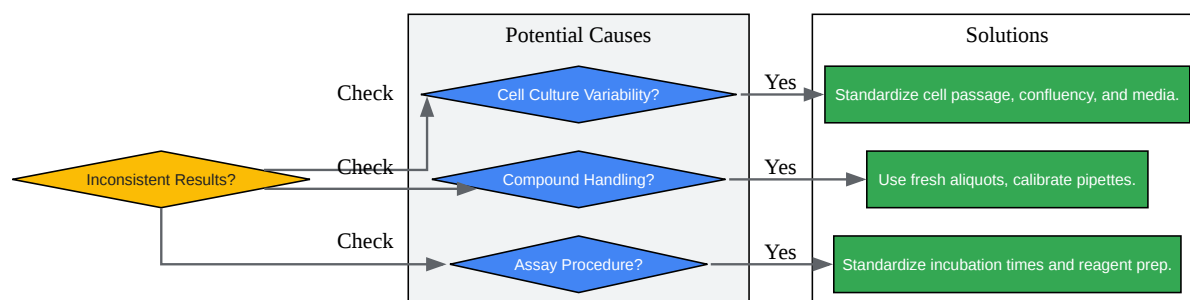 Potential Causes
Solutions
Check
Cell Culture Variability?
Yes
Standardize cell passage, confluency, and media.
Inconsistent Results?
Check
Compound Handling?
Yes
Use fresh aliquots, calibrate pipettes.
Check
Assay Procedure?
Yes
Standardize incubation times and reagent prep.